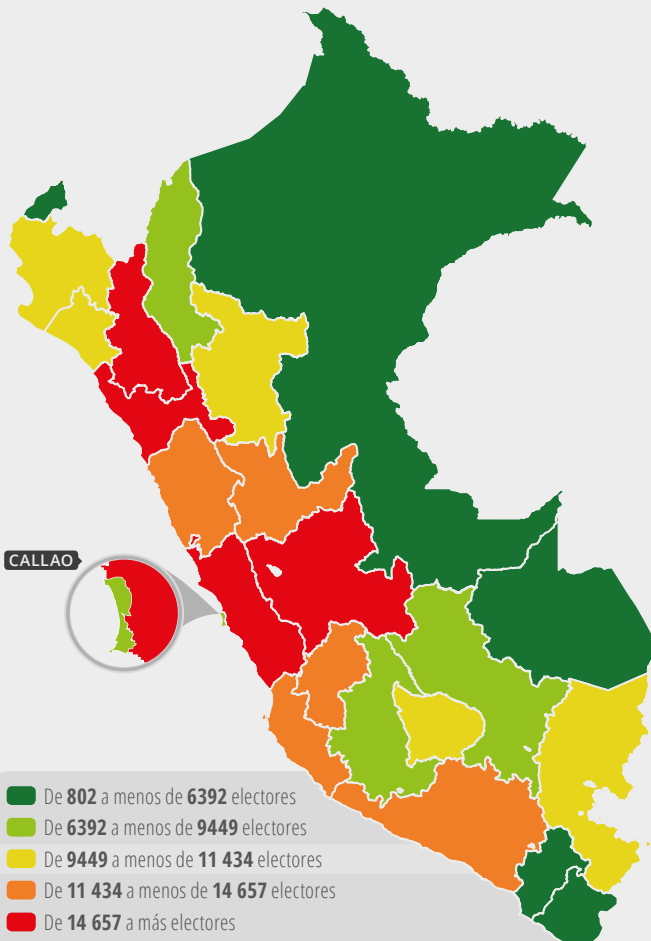 CALLAO
De 802 a menos de 6392 electores
De 6392 a menos de 9449 electores
De 9449 a menos de 11 434 electores
De 11 434 a menos de 14 657 electores
De 14 657 a más electores